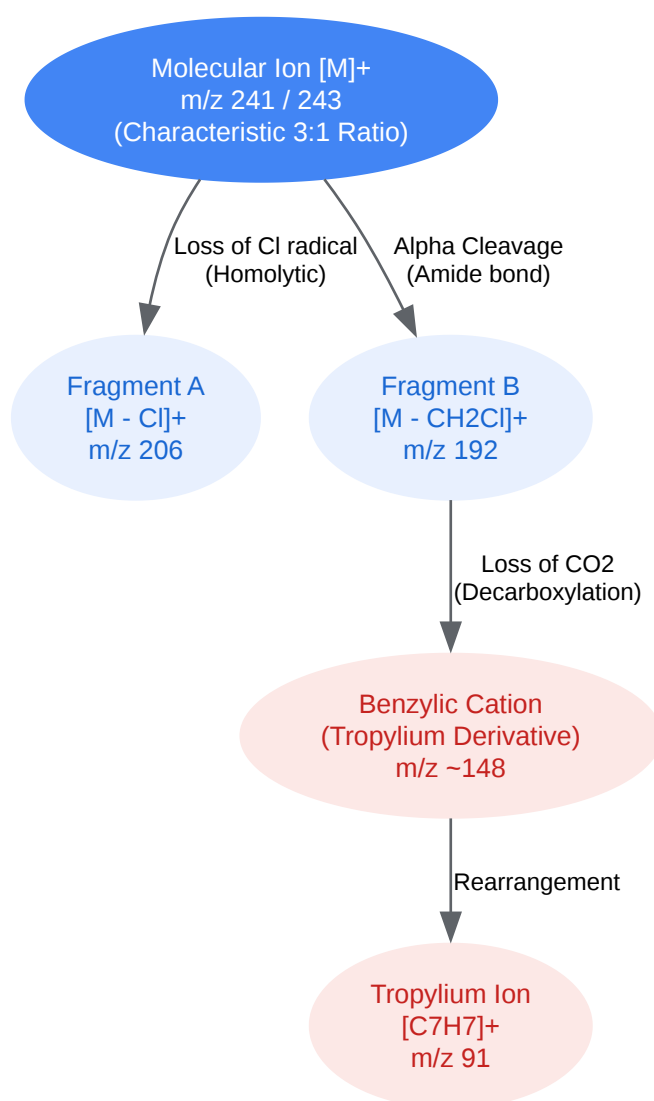 Molecular Ion [M]+
m/z 241 / 243
(Characteristic 3:1 Ratio)
Loss of Cl radical
(Homolytic)
Alpha Cleavage
(Amide bond)
Fragment A
[M - Cl]+
m/z 206
Fragment B
[M - CH2Cl]+
m/z 192
Loss of CO2
(Decarboxylation)
Benzylic Cation
(Tropylium Derivative)
m/z ~148
Rearrangement
Tropylium Ion
[C7H7]+
m/z 91